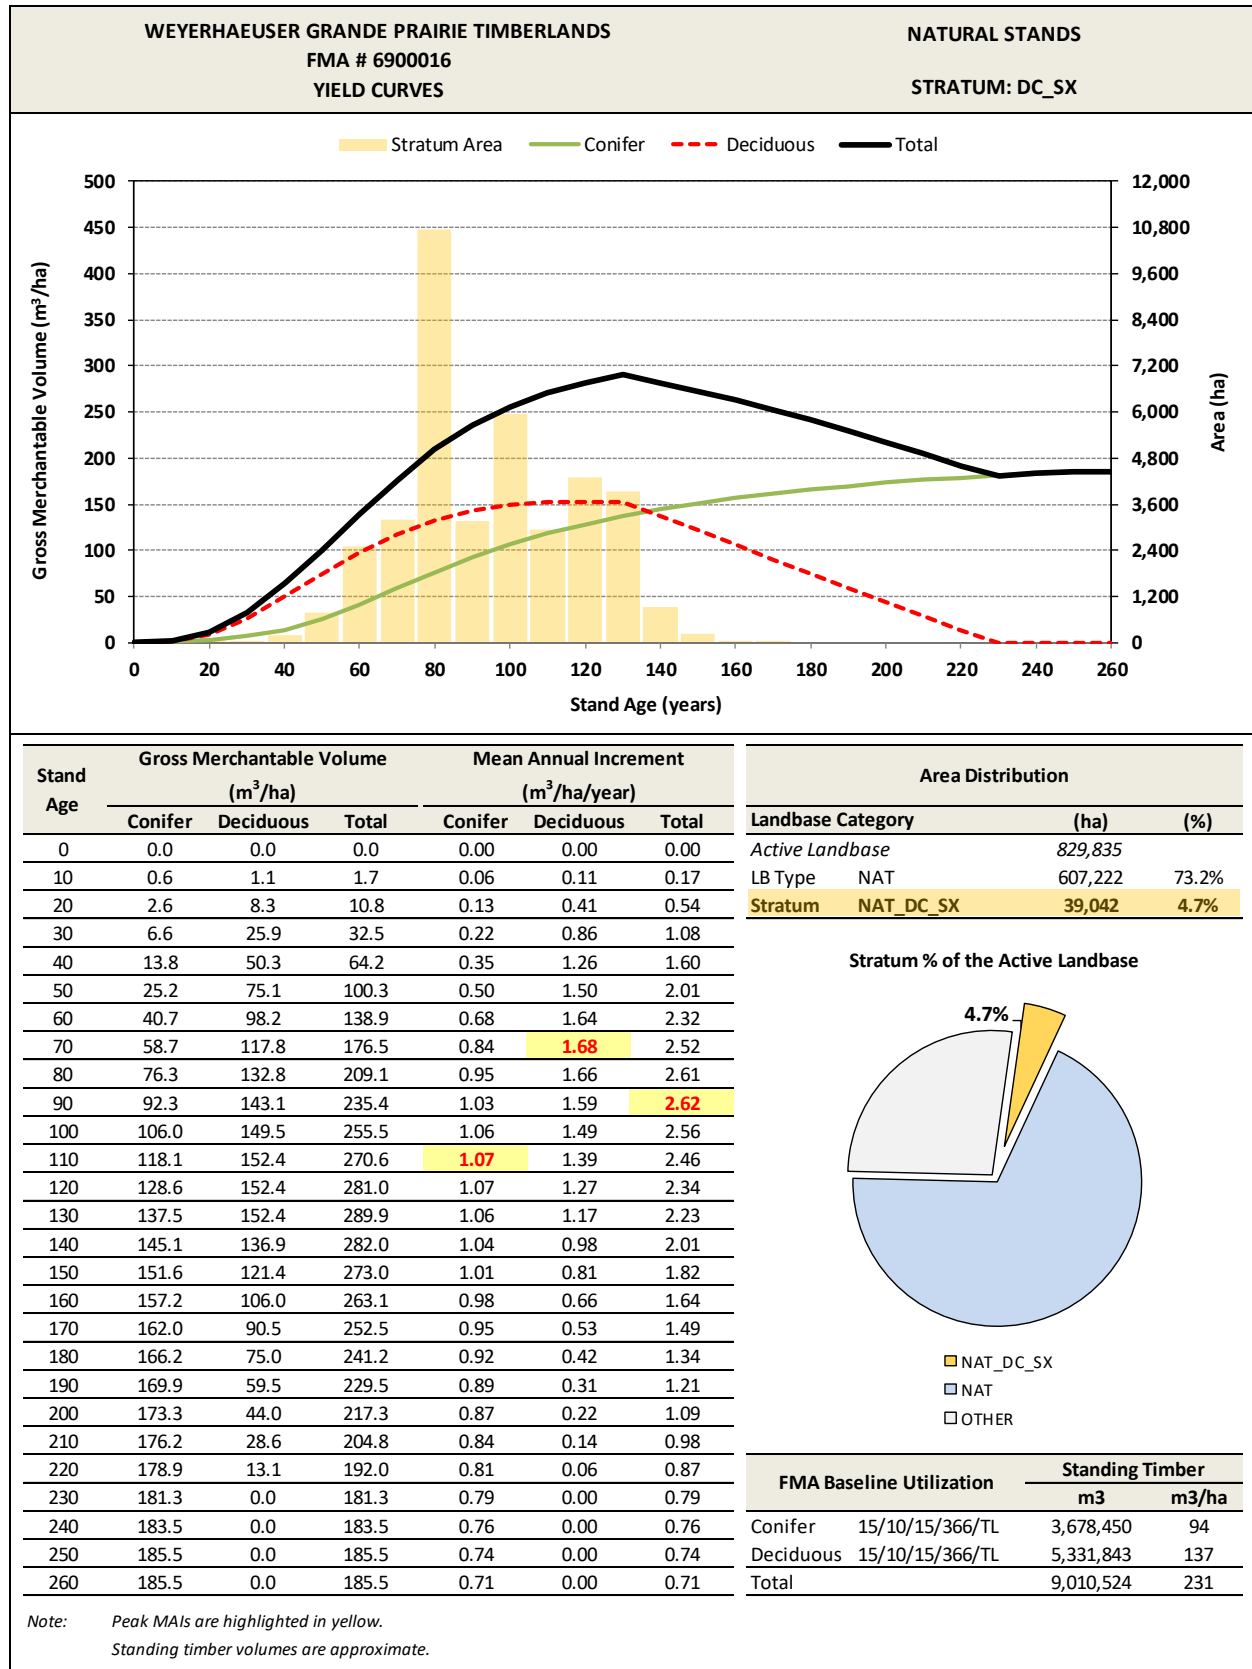 WEYERHAEUSER GRANDE PRAIRIE TIMBERLANDS
FMA # 6900016
YIELD CURVES
NATURAL STANDS
STRATUM: DC_SX
Stratum Area Conifer Deciduous Total
500 12,000
450 10,800
400 9,600
350 8,400
300 7,200
250 6,000
200 4,800
150 3,600
100 2,400
50 1,200
0 0
Gross Merchantable Volume (m³/ha)
Area (ha)
0 20 40 60 80 100 120 140 160 180 200 220 240 260
Stand Age (years)
Stand Age Gross Merchantable Volume (m³/ha) Mean Annual Increment (m³/ha/year)
Conifer Deciduous Total Conifer Deciduous Total
0 0.0 0.0 0.0 0.00 0.00 0.00
10 0.6 1.1 1.7 0.06 0.11 0.17
20 2.6 8.3 10.8 0.13 0.41 0.54
30 6.6 25.9 32.5 0.22 0.86 1.08
40 13.8 50.3 64.2 0.35 1.26 1.60
50 25.2 75.1 100.3 0.50 1.50 2.01
60 40.7 98.2 138.9 0.68 1.64 2.32
70 58.7 117.8 176.5 0.84 1.68 2.52
80 76.3 132.8 209.1 0.95 1.66 2.61
90 92.3 143.1 235.4 1.03 1.59 2.62
100 106.0 149.5 255.5 1.06 1.49 2.56
110 118.1 152.4 270.6 1.07 1.39 2.46
120 128.6 152.4 281.0 1.07 1.27 2.34
130 137.5 152.4 289.9 1.06 1.17 2.23
140 145.1 136.9 282.0 1.04 0.98 2.01
150 151.6 121.4 273.0 1.01 0.81 1.82
160 157.2 106.0 263.1 0.98 0.66 1.64
170 162.0 90.5 252.5 0.95 0.53 1.49
180 166.2 75.0 241.2 0.92 0.42 1.34
190 169.9 59.5 229.5 0.89 0.31 1.21
200 173.3 44.0 217.3 0.87 0.22 1.09
210 176.2 28.6 204.8 0.84 0.14 0.98
220 178.9 13.1 192.0 0.81 0.06 0.87
230 181.3 0.0 181.3 0.79 0.00 0.79
240 183.5 0.0 183.5 0.76 0.00 0.76
250 185.5 0.0 185.5 0.74 0.00 0.74
260 185.5 0.0 185.5 0.71 0.00 0.71
Area Distribution
Landbase Category (ha) (%)
Active Landbase 829,835
LB Type NAT 607,222 73.2%
Stratum NAT_DC_SX 39,042 4.7%
Stratum % of the Active Landbase
4.7%
NAT_DC_SX
NAT
OTHER
FMA Baseline Utilization Standing Timber
m3 m3/ha
Conifer 15/10/15/366/TL 3,678,450 94
Deciduous 15/10/15/366/TL 5,331,843 137
Total 9,010,524 231
Note: Peak MAIs are highlighted in yellow.
Standing timber volumes are approximate.